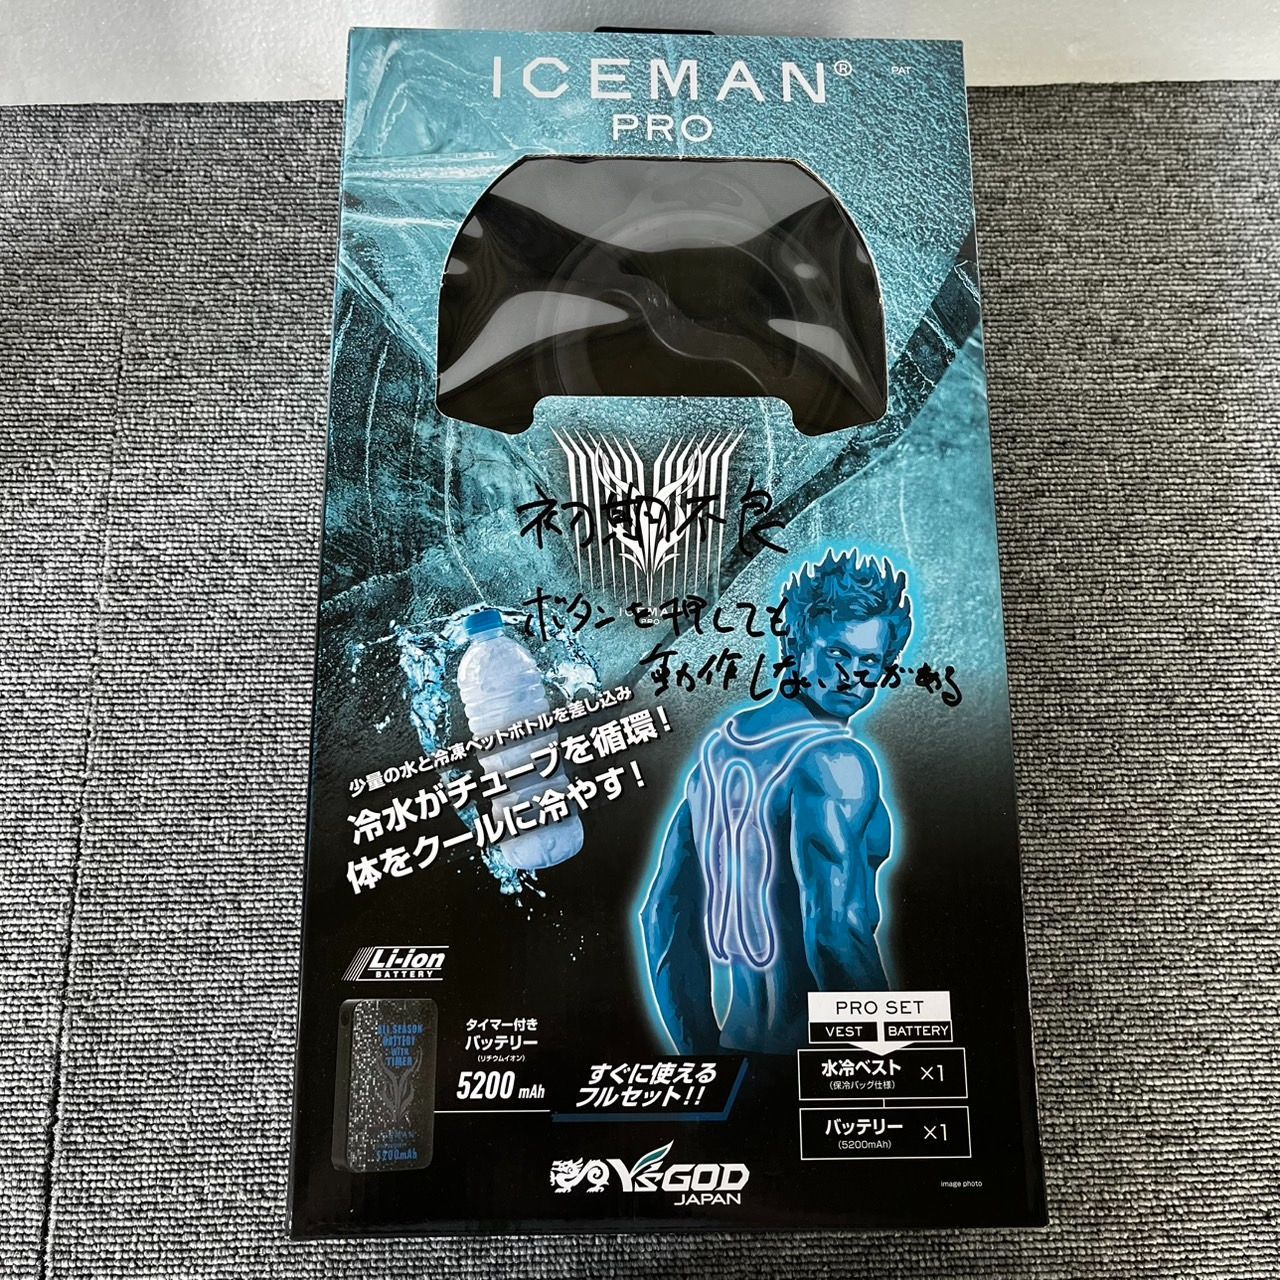 ICEMAN® PAT
PRO
初期不良
ボタンを押しても
動作しないことがある
少量の水と冷凍ペットボトルを差し込み
冷水がチューブを循環！
体をクールに冷やす！
Li-ion
BATTERY
ALL SEASON
BATTERY
WITH
TIMER
ICEMAN
5200mAh
タイマー付き
バッテリー
(リチウムイオン)
5200 mAh
すぐに使える
フルセット!!
PRO SET
VEST BATTERY
水冷ベスト ×1
(保冷バッグ仕様)
バッテリー ×1
(5200mAh)
Y'sGOD
JAPAN
image photo